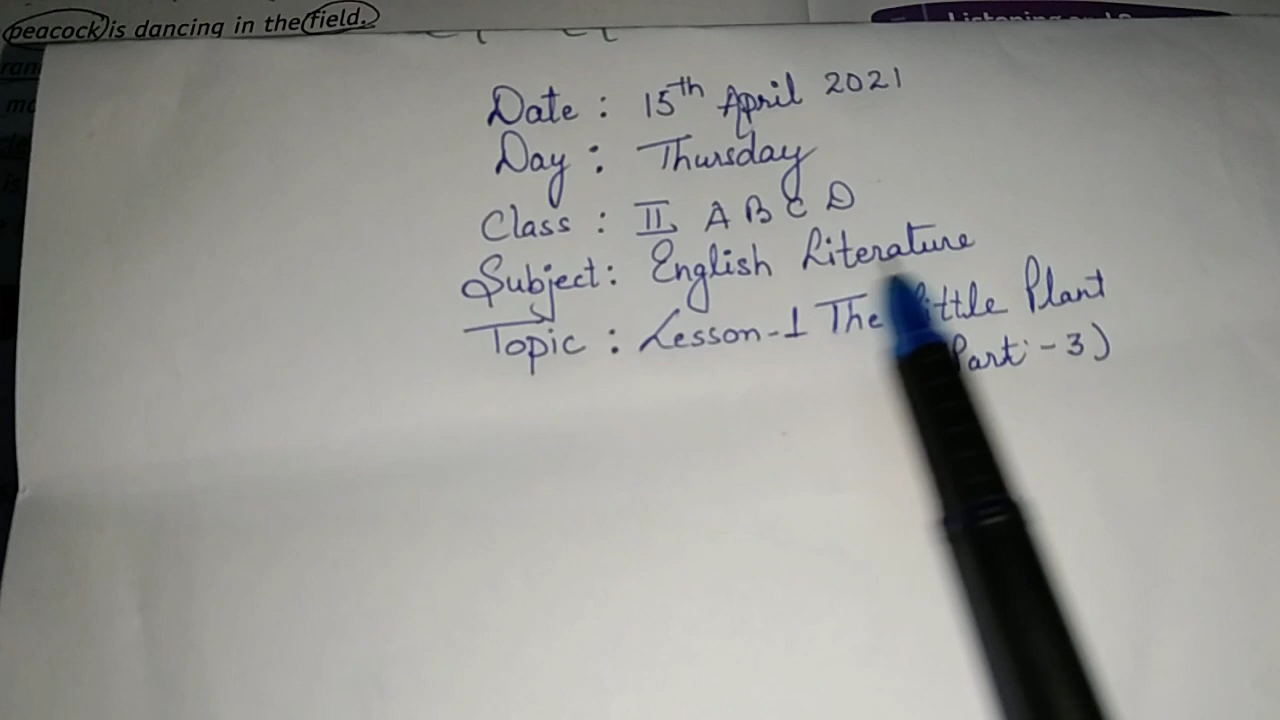 peacock is dancing in the field.
Date : 15th April 2021
Day : Thursday
Class : II A B C D
Subject : English Literature
Topic : Lesson-1 The Little Plant
Part - 3)